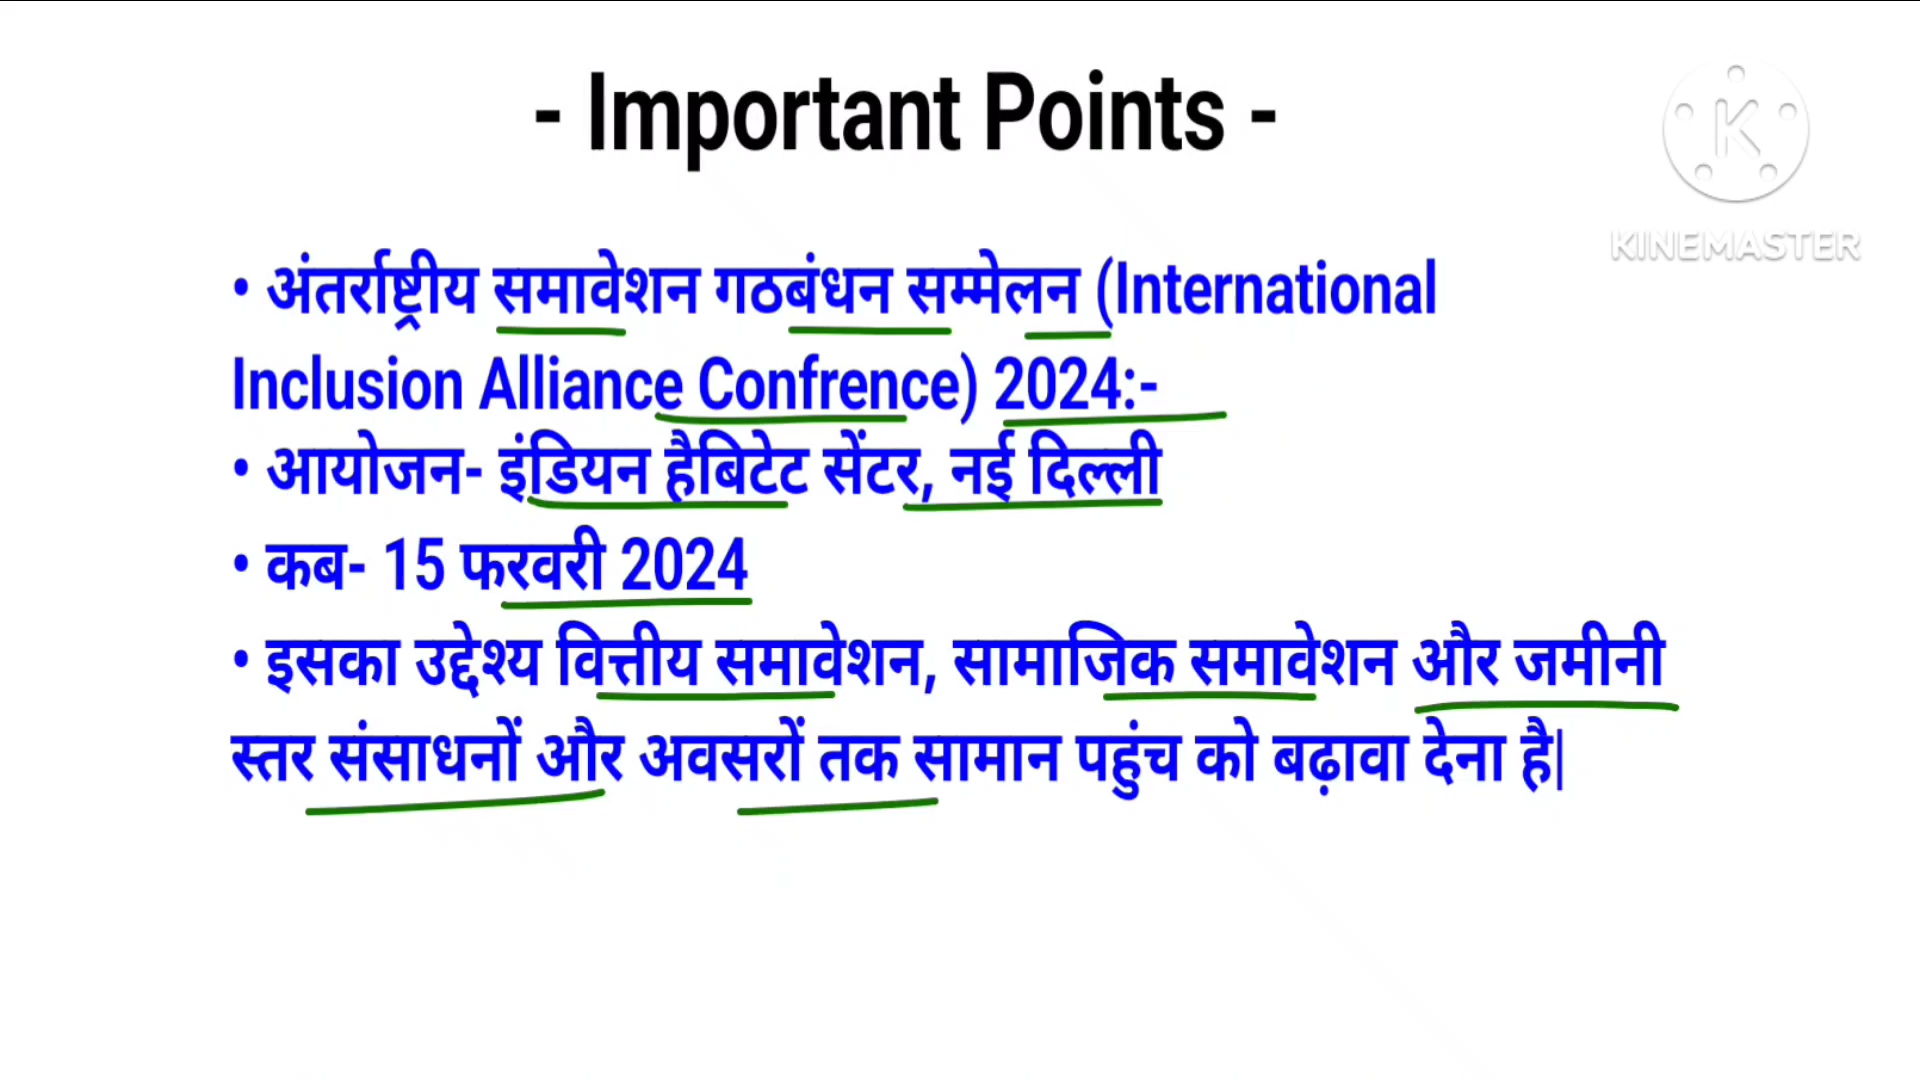 - Important Points -
KINEMASTER
• अंतर्राष्ट्रीय समावेशन गठबंधन सम्मेलन (International
Inclusion Alliance Confrence) 2024:-
• आयोजन- इंडियन हैबिटेट सेंटर, नई दिल्ली
• कब- 15 फरवरी 2024
• इसका उद्देश्य वित्तीय समावेशन, सामाजिक समावेशन और जमीनी
स्तर संसाधनों और अवसरों तक सामान पहुंच को बढ़ावा देना है|